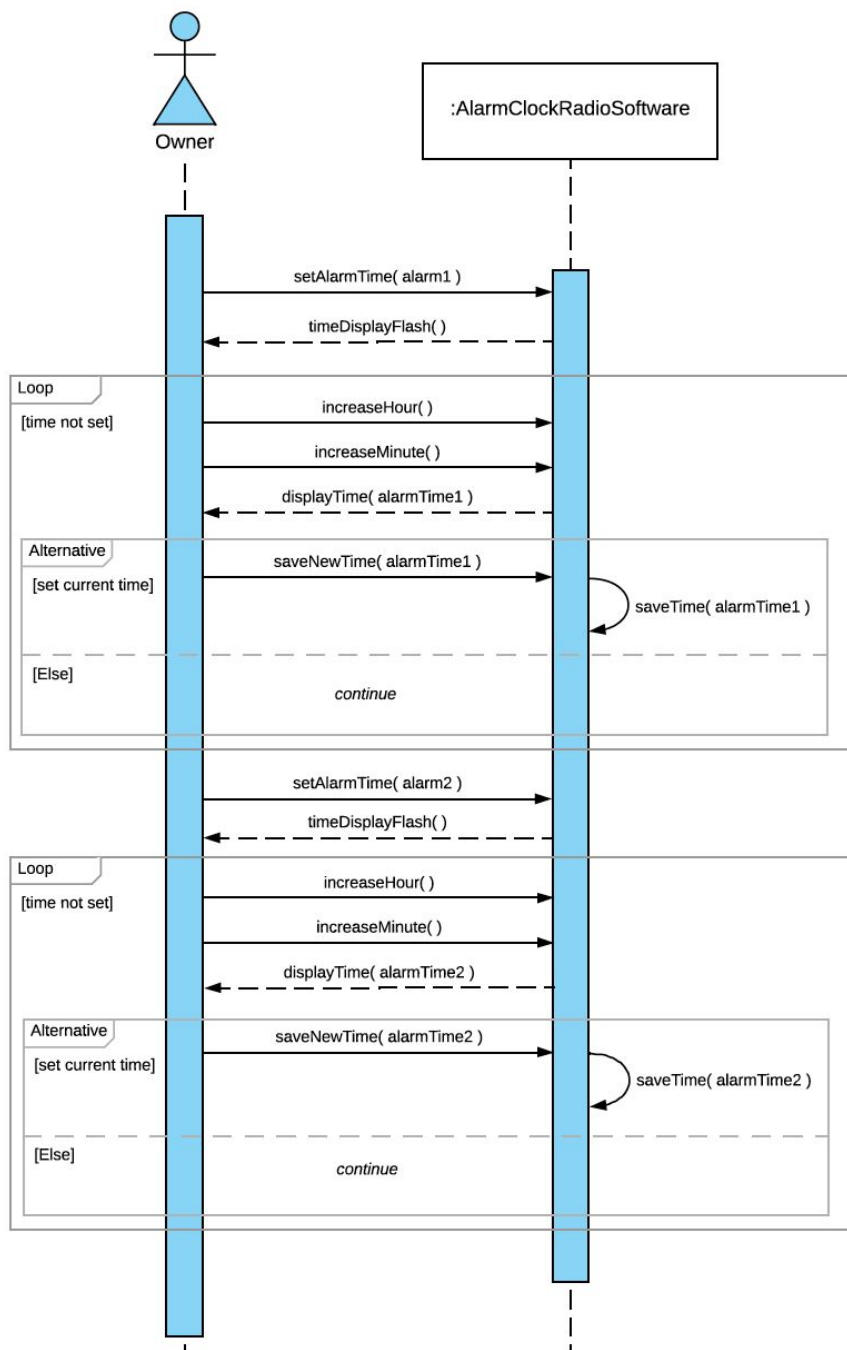 Owner
:AlarmClockRadioSoftware
setAlarmTime( alarm1 )
timeDisplayFlash( )
Loop
[time not set]
increaseHour( )
increaseMinute( )
displayTime( alarmTime1 )
Alternative
[set current time]
saveNewTime( alarmTime1 )
saveTime( alarmTime1 )
[Else]
continue
setAlarmTime( alarm2 )
timeDisplayFlash( )
Loop
[time not set]
increaseHour( )
increaseMinute( )
displayTime( alarmTime2 )
Alternative
[set current time]
saveNewTime( alarmTime2 )
saveTime( alarmTime2 )
[Else]
continue